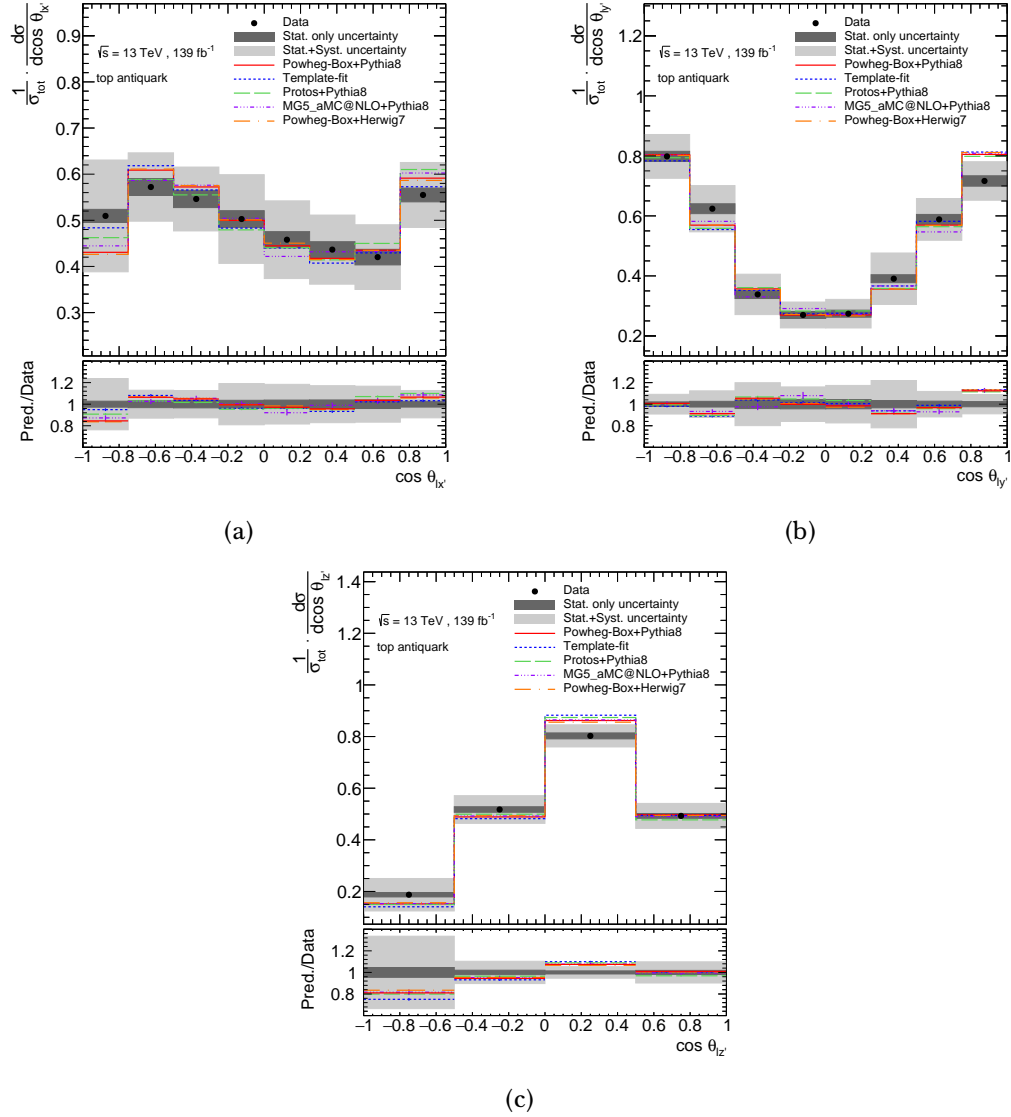 1/σtot · dσ/dcos θlx'
√s = 13 TeV , 139 fb⁻¹
top antiquark
Data
Stat. only uncertainty
Stat.+Syst. uncertainty
Powheg-Box+Pythia8
Template-fit
Protos+Pythia8
MG5_aMC@NLO+Pythia8
Powheg-Box+Herwig7
0.9
0.8
0.7
0.6
0.5
0.4
0.3
Pred./Data
1.2
1
0.8
−1 −0.8 −0.6 −0.4 −0.2 0 0.2 0.4 0.6 0.8 1
cos θlx'
(a)
1/σtot · dσ/dcos θly'
√s = 13 TeV , 139 fb⁻¹
top antiquark
Data
Stat. only uncertainty
Stat.+Syst. uncertainty
Powheg-Box+Pythia8
Template-fit
Protos+Pythia8
MG5_aMC@NLO+Pythia8
Powheg-Box+Herwig7
1.2
1
0.8
0.6
0.4
0.2
Pred./Data
1.2
1
0.8
−1 −0.8 −0.6 −0.4 −0.2 0 0.2 0.4 0.6 0.8 1
cos θly'
(b)
1/σtot · dσ/dcos θlz'
√s = 13 TeV , 139 fb⁻¹
top antiquark
Data
Stat. only uncertainty
Stat.+Syst. uncertainty
Powheg-Box+Pythia8
Template-fit
Protos+Pythia8
MG5_aMC@NLO+Pythia8
Powheg-Box+Herwig7
1.4
1.2
1
0.8
0.6
0.4
0.2
Pred./Data
1.2
1
0.8
−1 −0.8 −0.6 −0.4 −0.2 0 0.2 0.4 0.6 0.8 1
cos θlz'
(c)